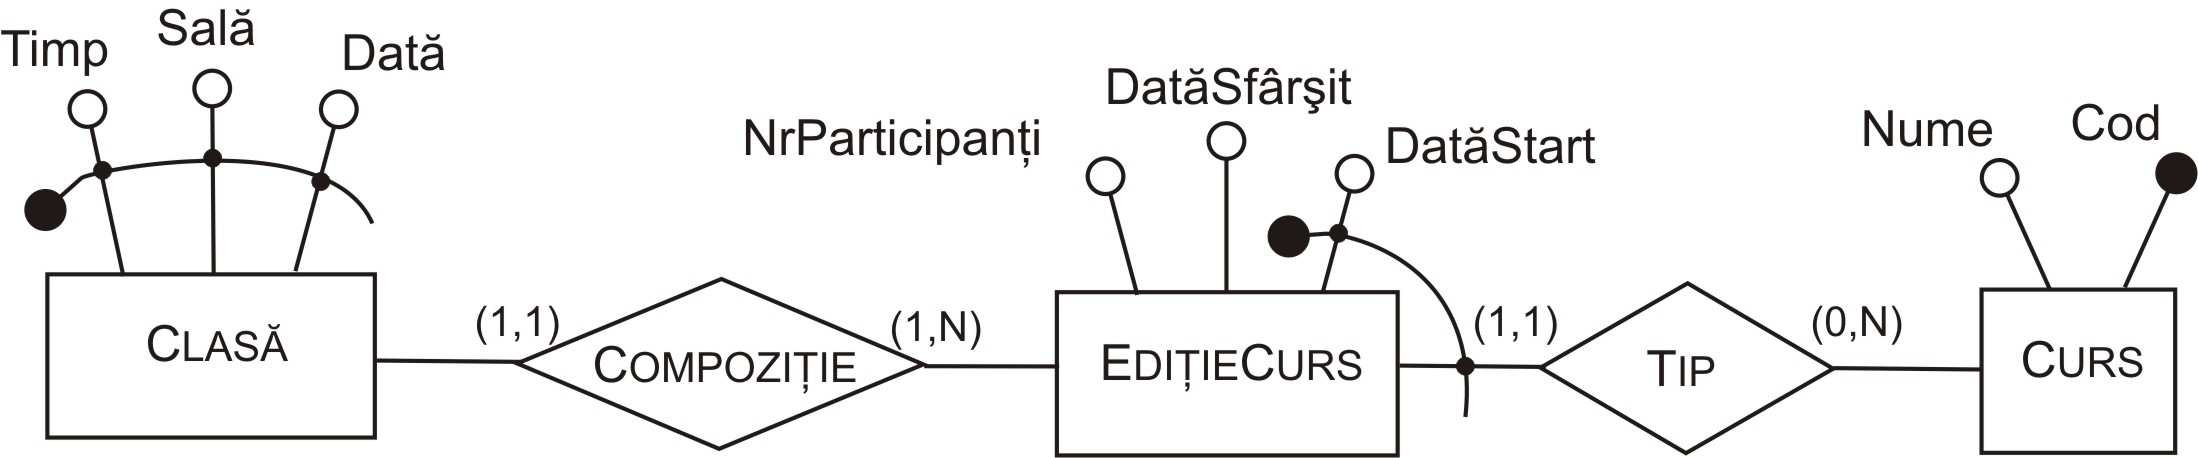 Timp
Sală
Dată
NrParticipanți
DatăSfârşit
DatăStart
Nume
Cod
CLASĂ
(1,1)
COMPOZIȚIE
(1,N)
EDIȚIECURS
(1,1)
TIP
(0,N)
CURS